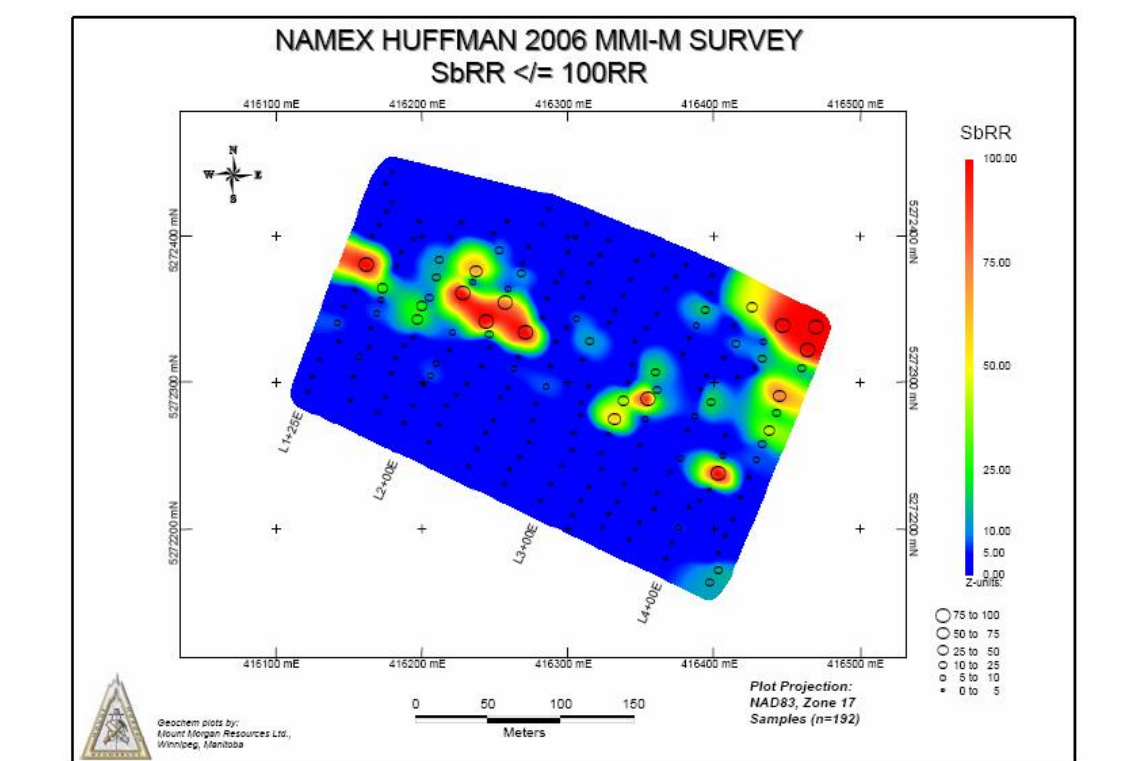 NAMEX HUFFMAN 2006 MMI-M SURVEY
SbRR </= 100RR
416100 mE 416200 mE 416300 mE 416400 mE 416500 mE
N
W E
S
5272400 mN
5272300 mN
5272200 mN
5272400 mN
5272300 mN
5272200 mN
L1+25E
L2+00E
L3+00E
L4+00E
416100 mE 416200 mE 416300 mE 416400 mE 416500 mE
SbRR
100.00
75.00
50.00
25.00
10.00
5.00
0.00
Z-units:
75 to 100
50 to 75
25 to 50
10 to 25
5 to 10
0 to 5
Geochem plots by:
Mount Morgan Resources Ltd.,
Winnipeg, Manitoba
0 50 100 150
Meters
Plot Projection:
NAD83, Zone 17
Samples (n=192)